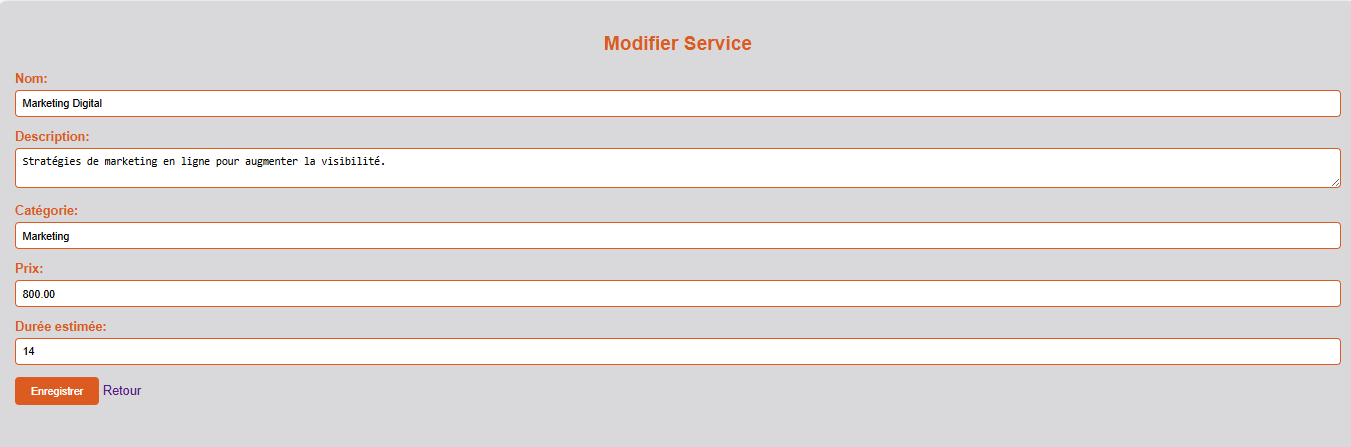 Modifier Service
Nom:
Marketing Digital
Description:
Stratégies de marketing en ligne pour augmenter la visibilité.
Catégorie:
Marketing
Prix:
800.00
Durée estimée:
14
Enregistrer Retour